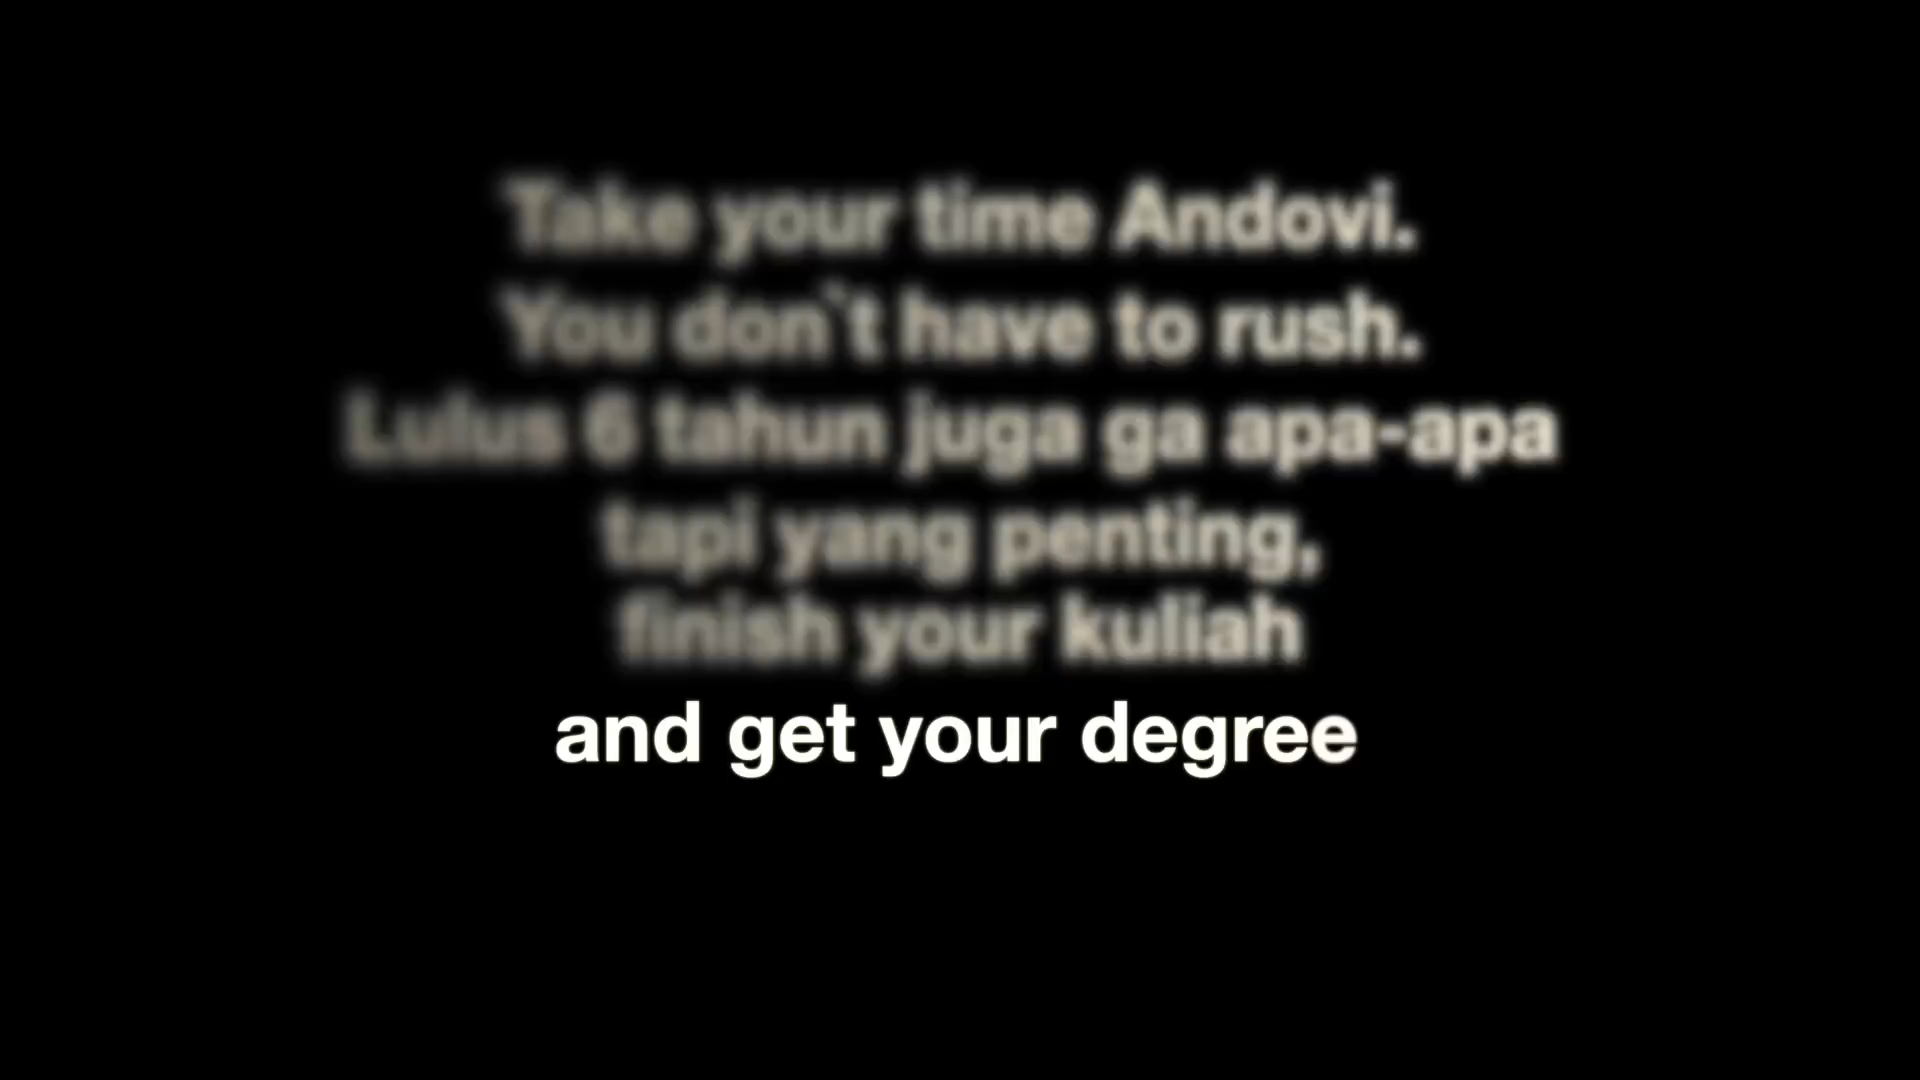 Take your time Andovi.
You don`t have to rush.
Lulus 6 tahun juga ga apa-apa
tapi yang penting,
finish your kuliah
and get your degree